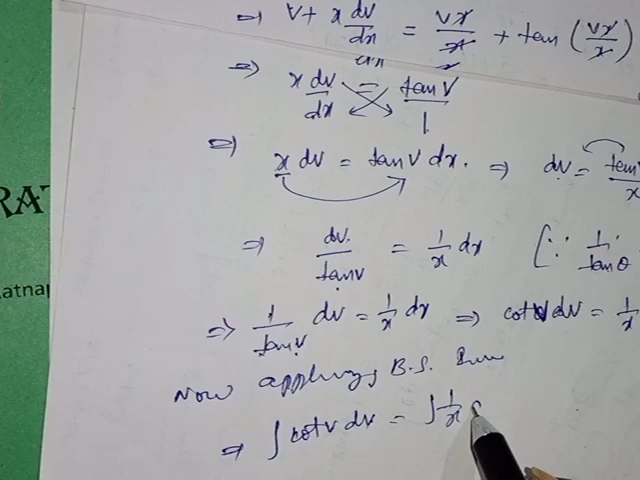 ⇒ V + x dv/dx = vx/x + tan (vx/x)
⇒ x dv/dx = tan V/1
⇒ x dv = tan V dx. ⇒ dv = tan V/x
⇒ dv/tan v = 1/x dx [∵ 1/tan θ
⇒ 1/tan v dv = 1/x dx ⇒ cot v dv = 1/x
Now applying B.S.
⇒ ∫ cot v dv = ∫ 1/x
RAT
atnap